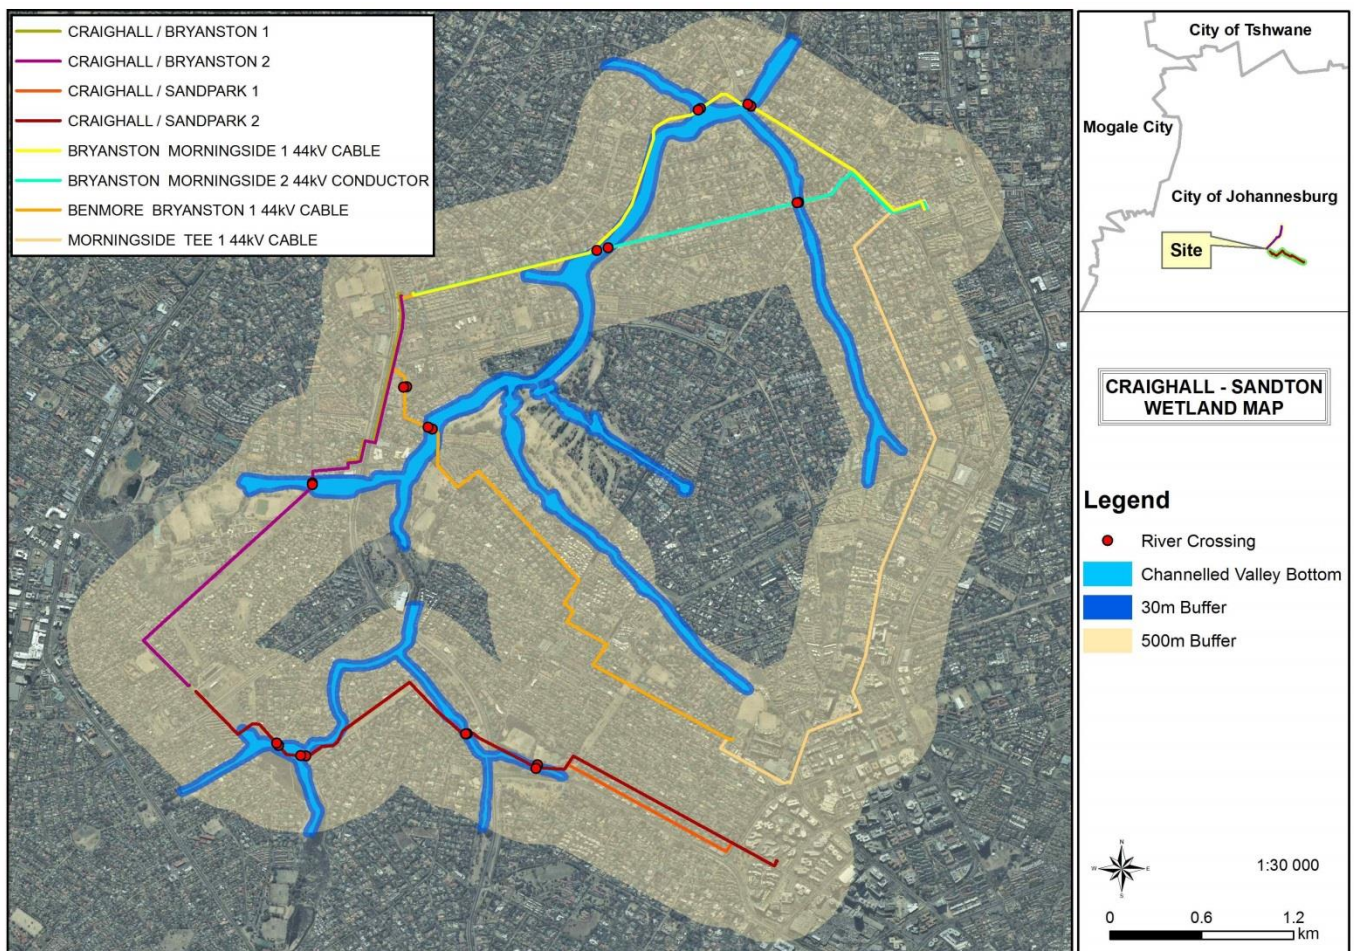 CRAIGHALL / BRYANSTON 1
CRAIGHALL / BRYANSTON 2
CRAIGHALL / SANDPARK 1
CRAIGHALL / SANDPARK 2
BRYANSTON MORNINGSIDE 1 44kV CABLE
BRYANSTON MORNINGSIDE 2 44kV CONDUCTOR
BENMORE BRYANSTON 1 44kV CABLE
MORNINGSIDE TEE 1 44kV CABLE
City of Tshwane
Mogale City
City of Johannesburg
Site
CRAIGHALL - SANDTON
WETLAND MAP
Legend
River Crossing
Channelled Valley Bottom
30m Buffer
500m Buffer
N
W E
S
1:30 000
0 0.6 1.2
km